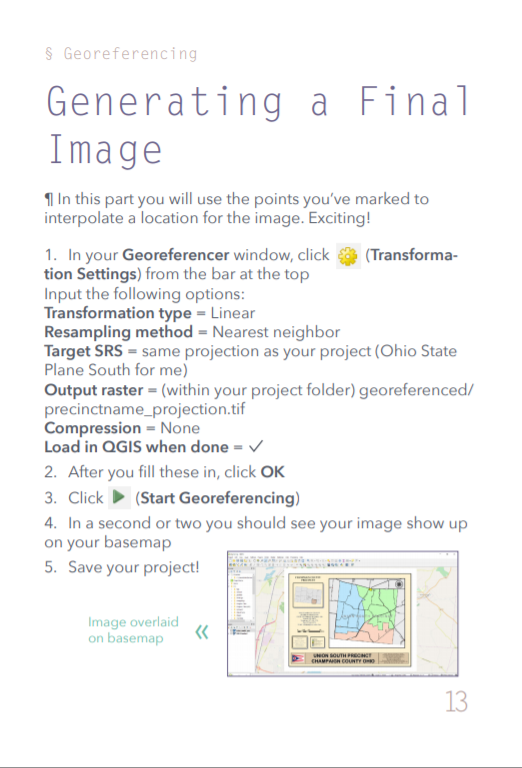 § Georeferencing
Generating a Final
Image
¶ In this part you will use the points you've marked to
interpolate a location for the image. Exciting!
1. In your Georeferencer window, click (Transforma-
tion Settings) from the bar at the top
Input the following options:
Transformation type = Linear
Resampling method = Nearest neighbor
Target SRS = same projection as your project (Ohio State
Plane South for me)
Output raster = (within your project folder) georeferenced/
precinctname_projection.tif
Compression = None
Load in QGIS when done = ✓
2. After you fill these in, click OK
3. Click (Start Georeferencing)
4. In a second or two you should see your image show up
on your basemap
5. Save your project!
Image overlaid
on basemap «
UNION SOUTH PRECINCT
CHAMPAIGN COUNTY OHIO
13